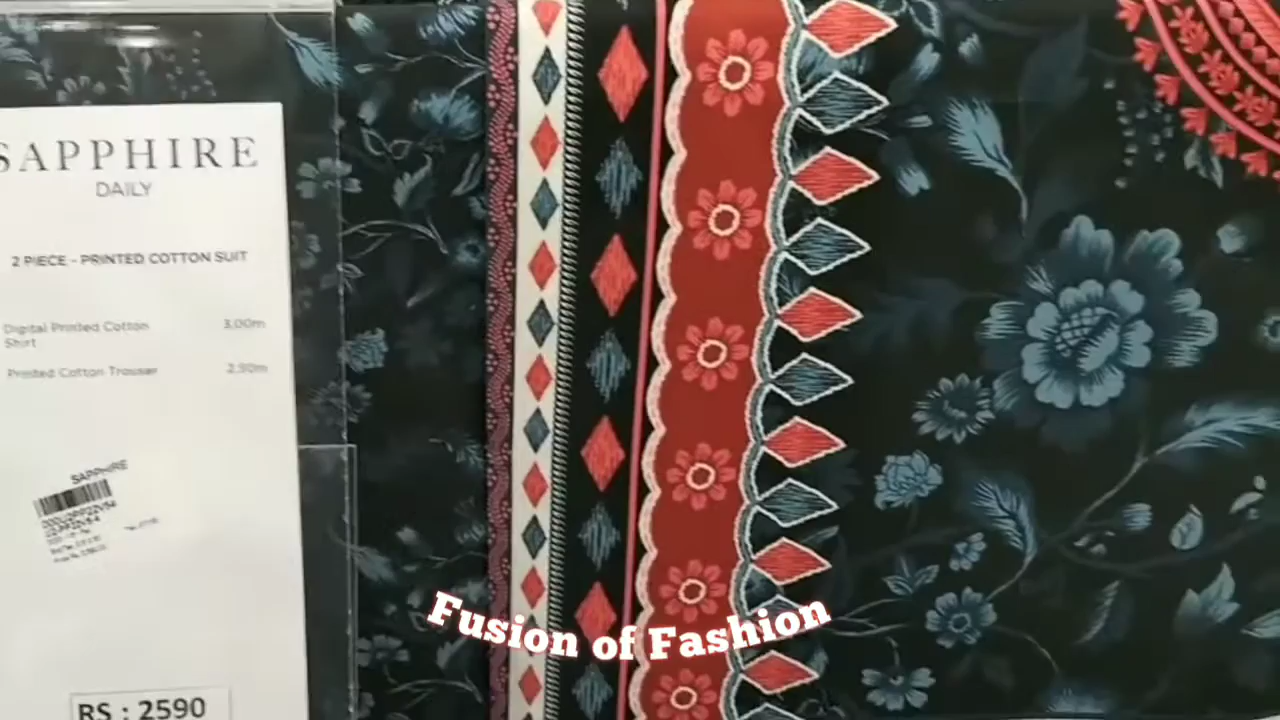 SAPPHIRE
DAILY
2 PIECE - PRINTED COTTON SUIT
Digital Printed Cotton Shirt 3.00m
Printed Cotton Trouser 2.50m
SAPPHIRE
RS : 2590
Fusion of Fashion